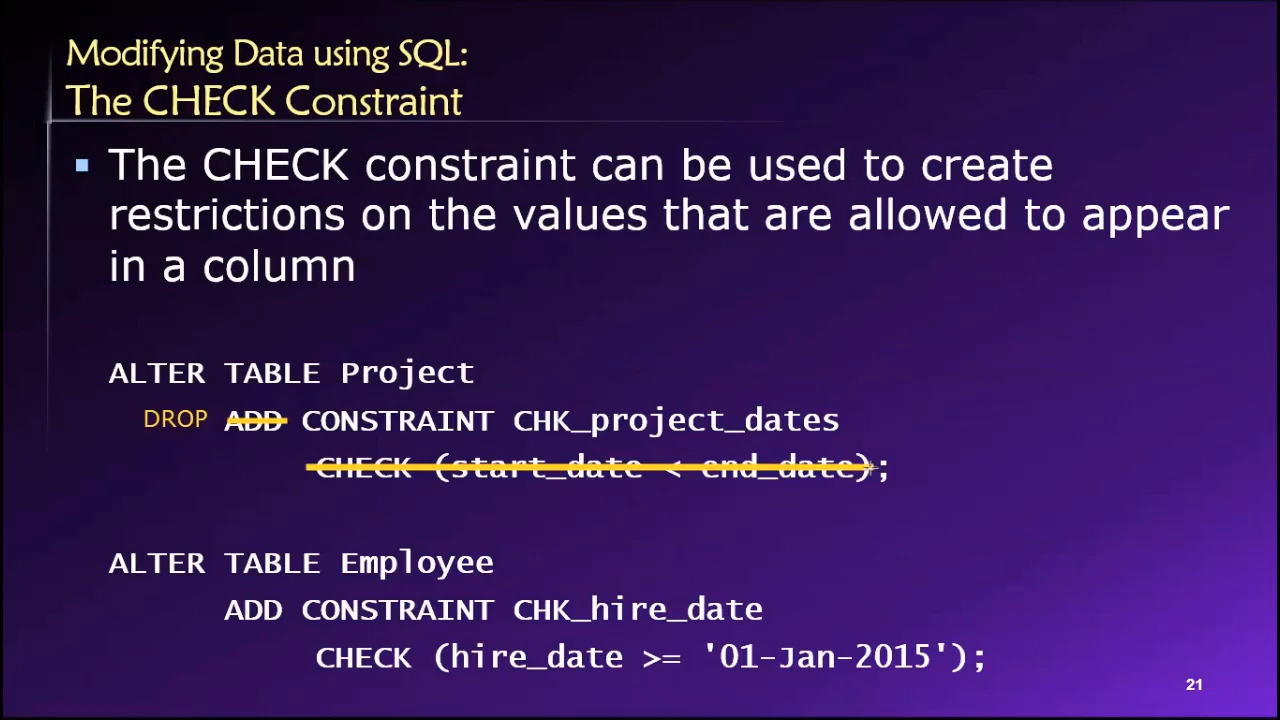 Modifying Data using SQL:
The CHECK Constraint
▪ The CHECK constraint can be used to create
restrictions on the values that are allowed to appear
in a column
ALTER TABLE Project
DROP ADD CONSTRAINT CHK_project_dates
CHECK (start_date < end_date);
ALTER TABLE Employee
ADD CONSTRAINT CHK_hire_date
CHECK (hire_date >= '01-Jan-2015');
21